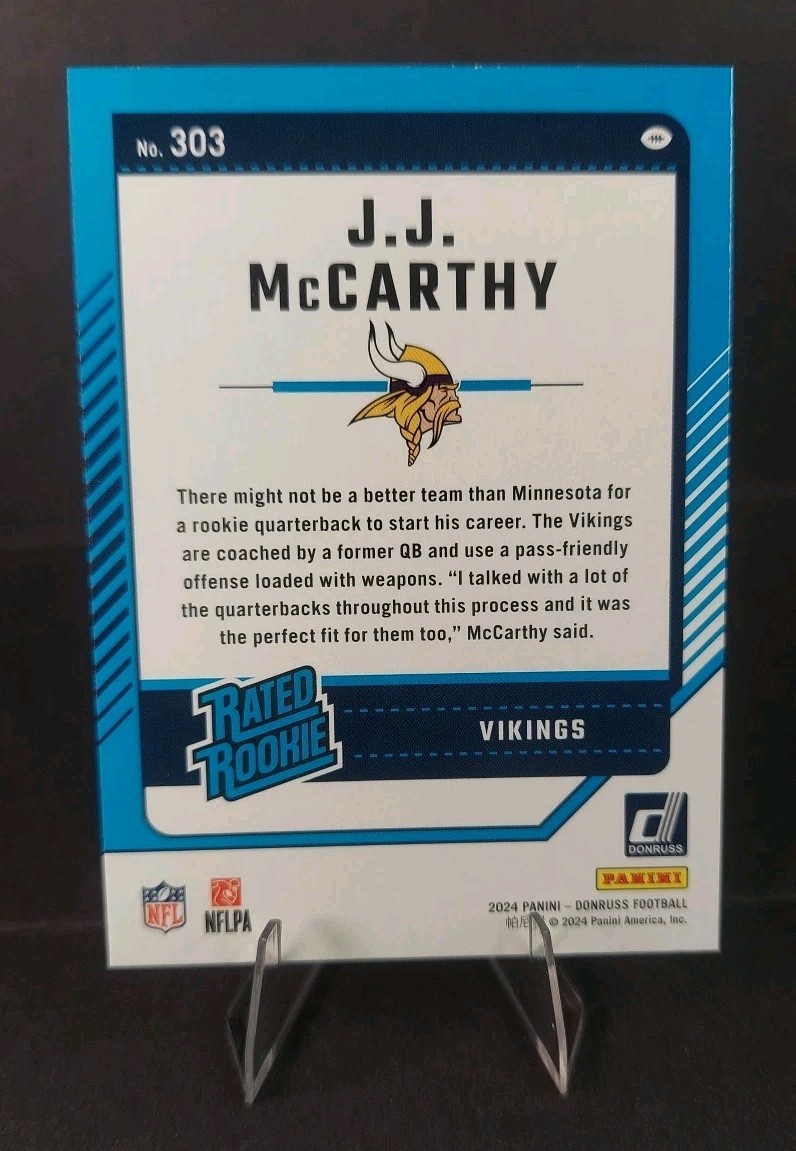 No. 303
J.J.
McCARTHY
There might not be a better team than Minnesota for
a rookie quarterback to start his career. The Vikings
are coached by a former QB and use a pass-friendly
offense loaded with weapons. “I talked with a lot of
the quarterbacks throughout this process and it was
the perfect fit for them too,” McCarthy said.
RATED
ROOKIE
VIKINGS
DONRUSS
PANINI
NFL
NFLPA
2024 PANINI – DONRUSS FOOTBALL
帕尼 © 2024 Panini America, Inc.